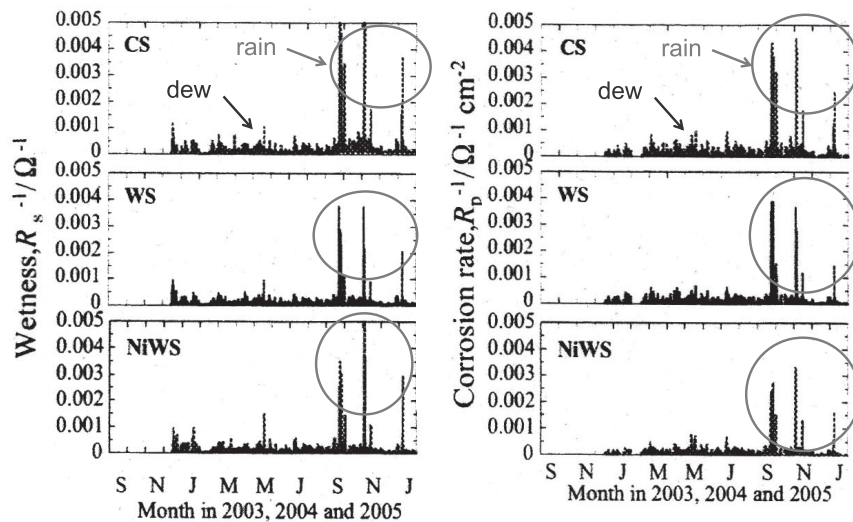 Wetness, R s -1 / Ω-1
0.005
CS
rain
0.004
0.003
dew
0.002
0.001
0
0.005
WS
0.004
0.003
0.002
0.001
0
0.005
NiWS
0.004
0.003
0.002
0.001
0
S N J M M J S N J
Month in 2003, 2004 and 2005
Corrosion rate, R p -1 / Ω-1 cm-2
0.005
CS
rain
0.004
0.003
dew
0.002
0.001
0
0.005
WS
0.004
0.003
0.002
0.001
0
0.005
NiWS
0.004
0.003
0.002
0.001
0
S N J M M J S N J
Month in 2003, 2004 and 2005